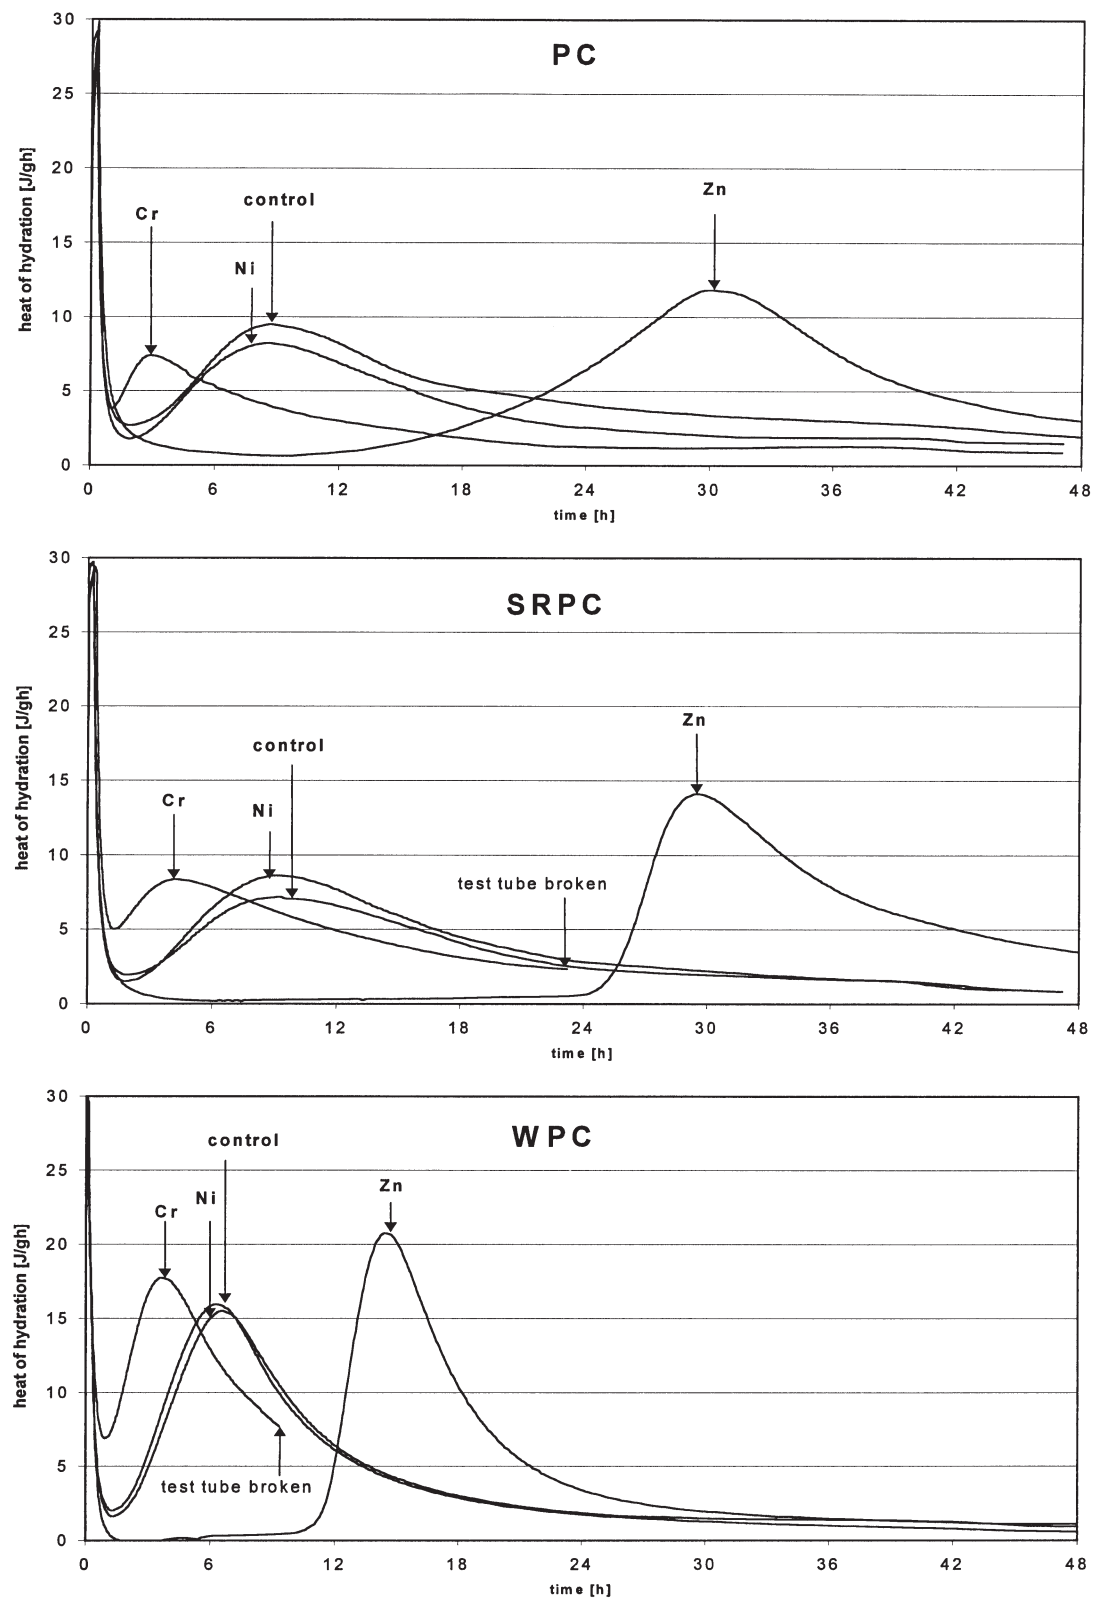 PC
30
25
20
15
10
5
0
heat of hydration [J/gh]
Cr
control
Ni
Zn
0 6 12 18 24 30 36 42 48
time [h]
SRPC
30
25
20
15
10
5
0
heat of hydration [J/gh]
Cr
control
Ni
test tube broken
Zn
0 6 12 18 24 30 36 42 48
time [h]
WPC
30
25
20
15
10
5
0
heat of hydration [J/gh]
Cr
Ni
control
Zn
test tube broken
0 6 12 18 24 30 36 42 48
time [h]